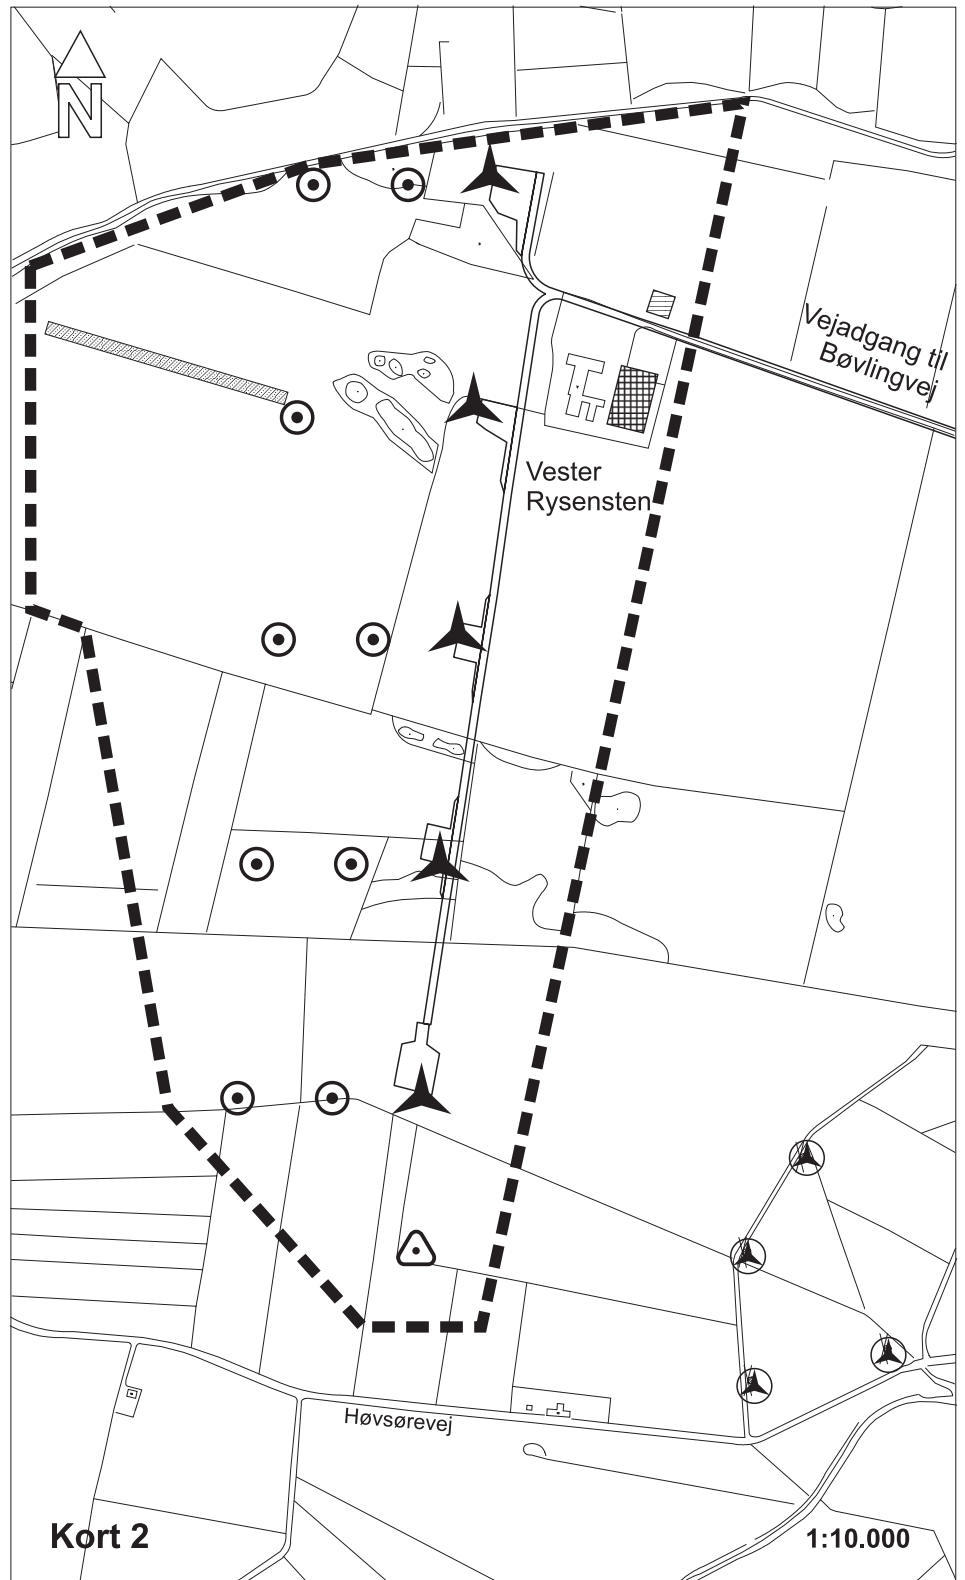 N
Vejadgang til
Bøvlingvej
Vester
Rysensten
Høvsørevej
Kort 2
1:10.000